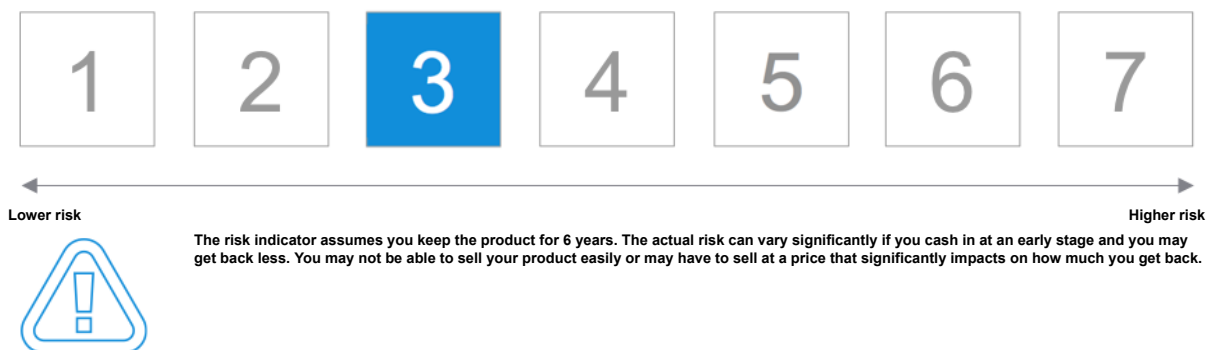 1 2 3 4 5 6 7
Lower risk Higher risk
The risk indicator assumes you keep the product for 6 years. The actual risk can vary significantly if you cash in at an early stage and you may
get back less. You may not be able to sell your product easily or may have to sell at a price that significantly impacts on how much you get back.